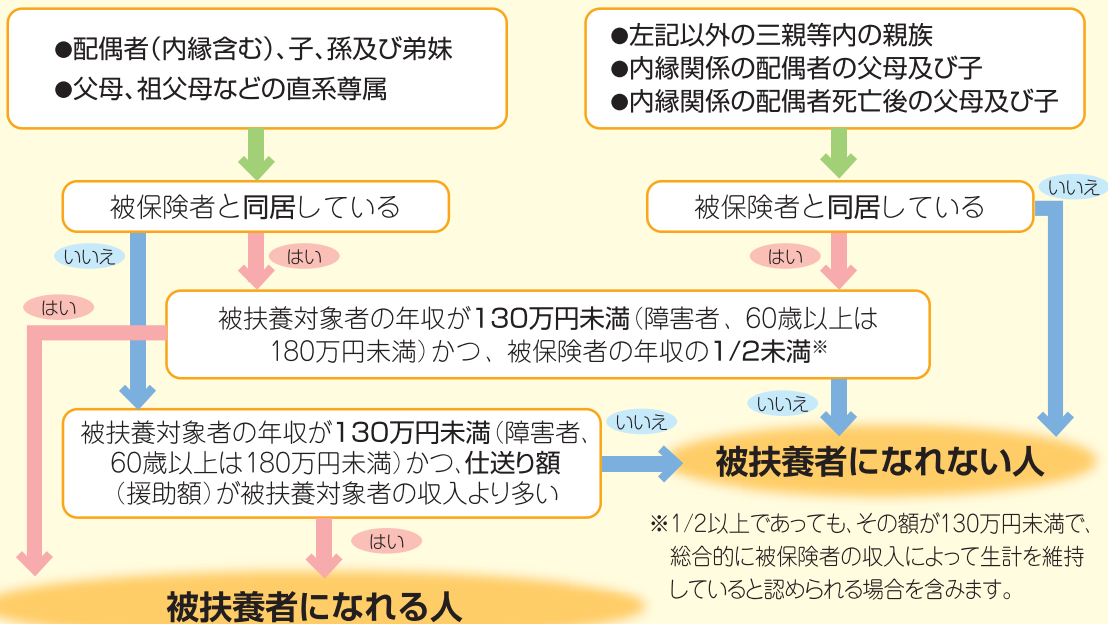 ●配偶者(内縁含む)、子、孫及び弟妹
●父母、祖父母などの直系尊属
●左記以外の三親等内の親族
●内縁関係の配偶者の父母及び子
●内縁関係の配偶者死亡後の父母及び子
被保険者と同居している
被保険者と同居している
いいえ
いいえ
はい
はい
はい
被扶養対象者の年収が130万円未満(障害者、60歳以上は
180万円未満)かつ、被保険者の年収の1/2未満※
いいえ
いいえ
被扶養対象者の年収が130万円未満(障害者、
60歳以上は180万円未満)かつ、仕送り額
(援助額)が被扶養対象者の収入より多い
被扶養者になれない人
はい
※1/2以上であっても、その額が130万円未満で、
総合的に被保険者の収入によって生計を維持
していると認められる場合を含みます。
被扶養者になれる人